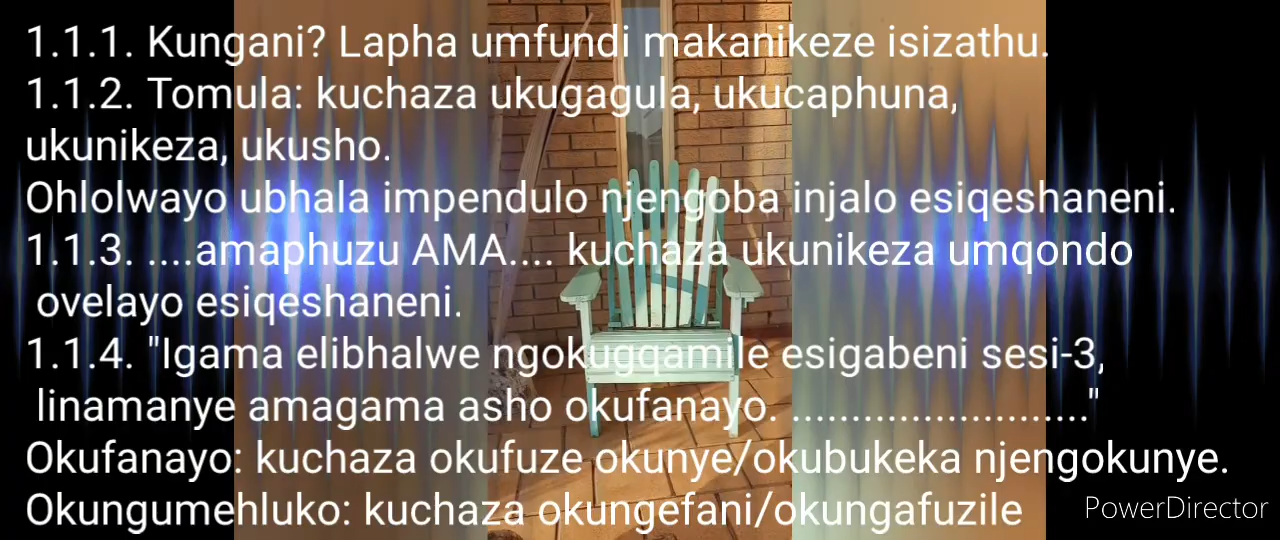 1.1.1. Kungani? Lapha umfundi makanikeze isizathu.
1.1.2. Tomula: kuchaza ukugagula, ukucaphuna,
ukunikeza, ukusho.
Ohlolwayo ubhala impendulo njengoba injalo esiqeshaneni.
1.1.3. ....amaphuzu AMA.... kuchaza ukunikeza umqondo
ovelayo esiqeshaneni.
1.1.4. "Igama elibhalwe ngokugqamile esigabeni sesi-3,
linamanye amagama asho okufanayo. ........................."
Okufanayo: kuchaza okufuze okunye/okubukeka njengokunye.
Okungumehluko: kuchaza okungefani/okungafuzile
PowerDirector